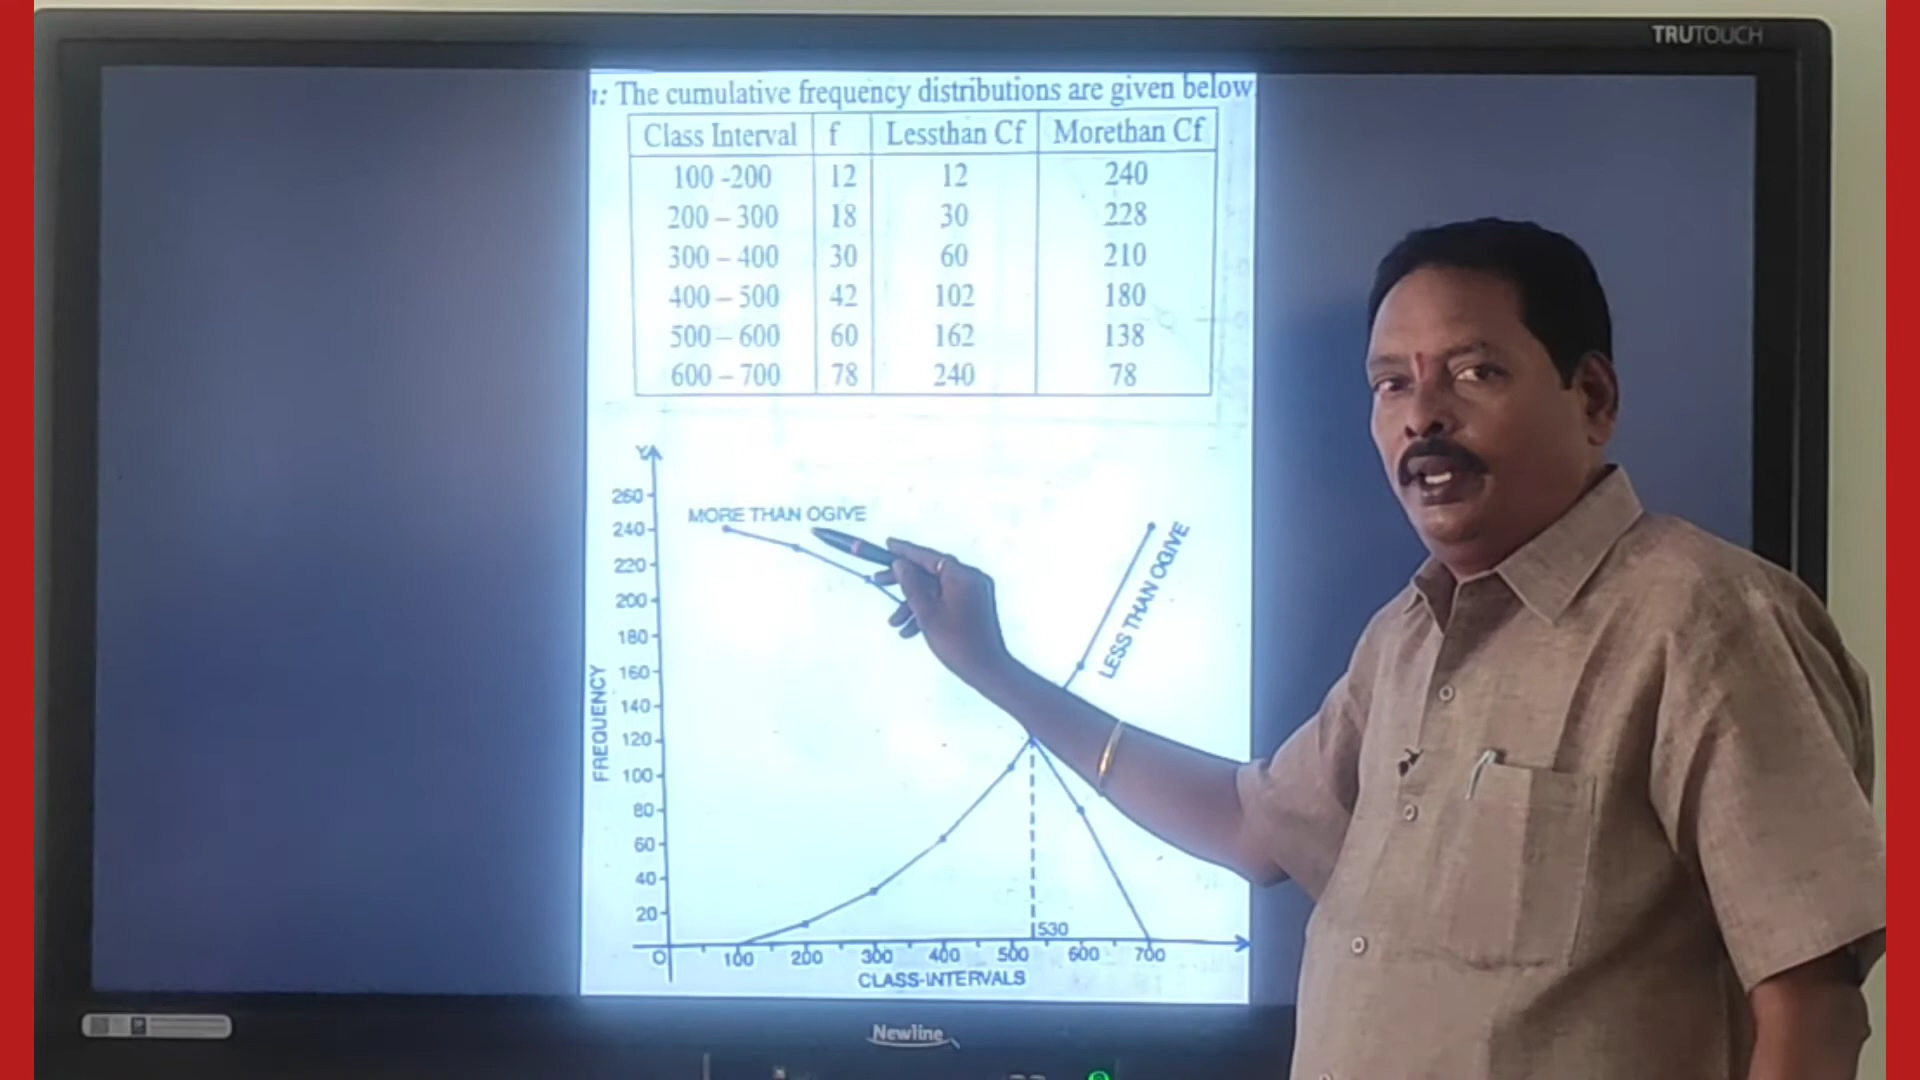 TRUTOUCH
1: The cumulative frequency distributions are given below
Class Interval f Lessthan Cf Morethan Cf
100 -200 12 12 240
200 – 300 18 30 228
300 – 400 30 60 210
400 – 500 42 102 180
500 – 600 60 162 138
600 – 700 78 240 78
Y
260
240
220
200
180
160
140
120
100
80
60
40
20
MORE THAN OGIVE
LESS THAN OGIVE
FREQUENCY
530
O 100 200 300 400 500 600 700
CLASS-INTERVALS
Newline